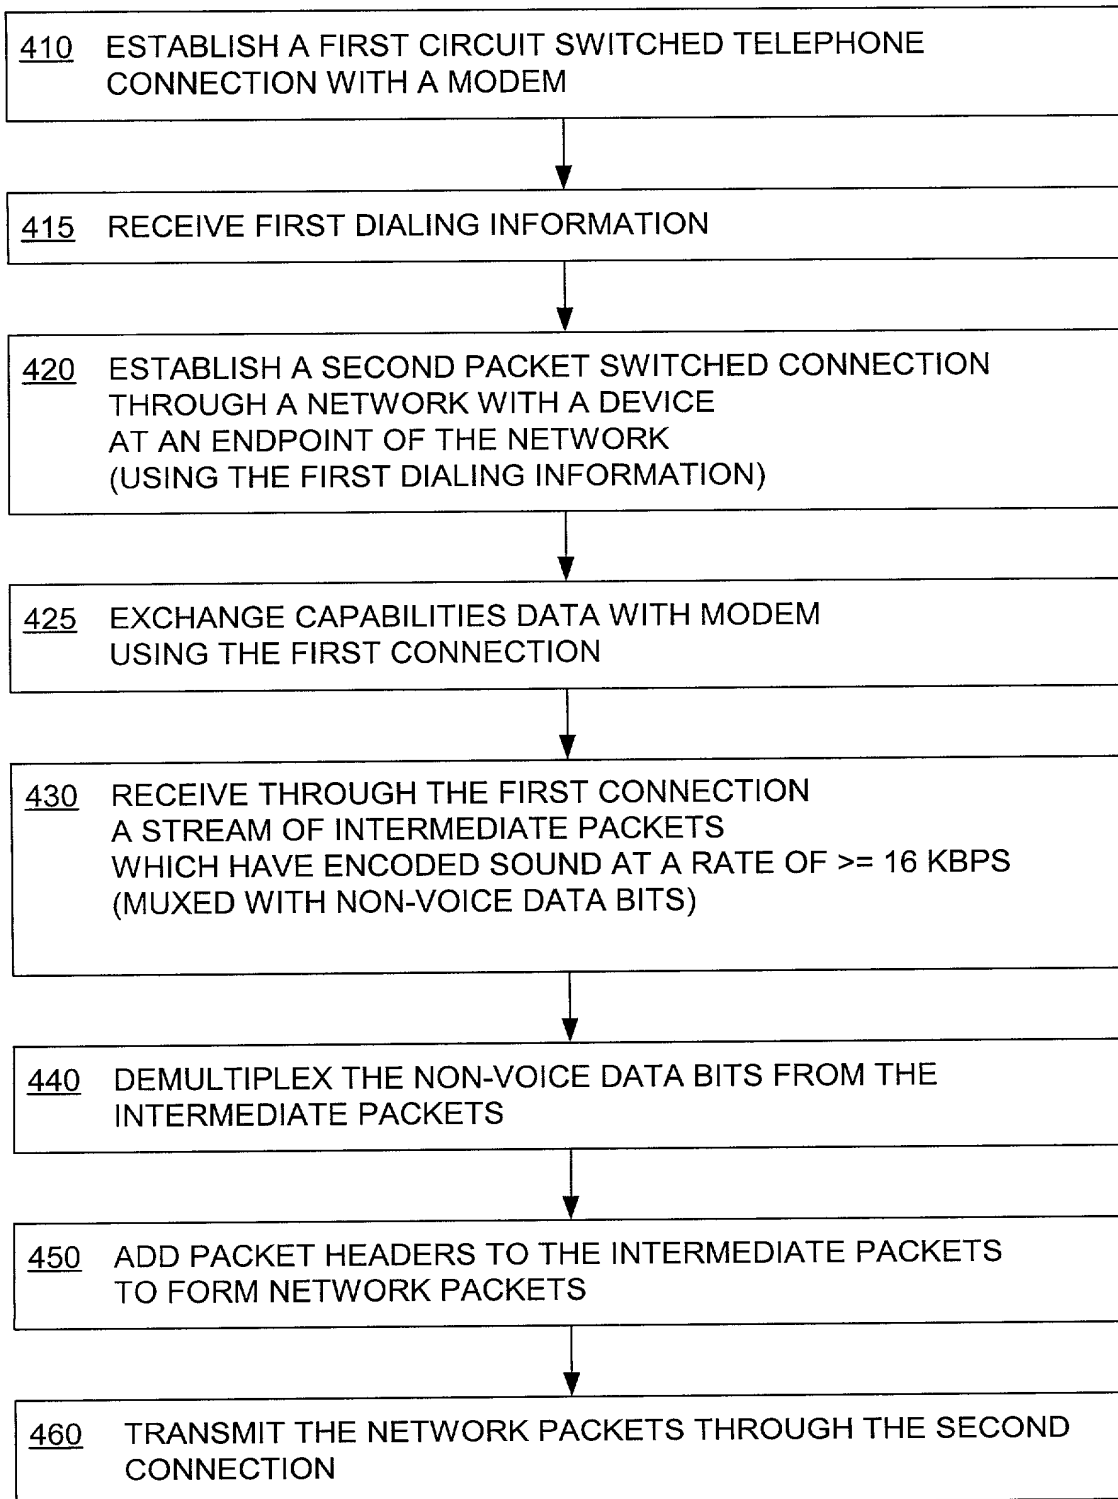 410 ESTABLISH A FIRST CIRCUIT SWITCHED TELEPHONE
CONNECTION WITH A MODEM
415 RECEIVE FIRST DIALING INFORMATION
420 ESTABLISH A SECOND PACKET SWITCHED CONNECTION
THROUGH A NETWORK WITH A DEVICE
AT AN ENDPOINT OF THE NETWORK
(USING THE FIRST DIALING INFORMATION)
425 EXCHANGE CAPABILITIES DATA WITH MODEM
USING THE FIRST CONNECTION
430 RECEIVE THROUGH THE FIRST CONNECTION
A STREAM OF INTERMEDIATE PACKETS
WHICH HAVE ENCODED SOUND AT A RATE OF >= 16 KBPS
(MUXED WITH NON-VOICE DATA BITS)
440 DEMULTIPLEX THE NON-VOICE DATA BITS FROM THE
INTERMEDIATE PACKETS
450 ADD PACKET HEADERS TO THE INTERMEDIATE PACKETS
TO FORM NETWORK PACKETS
460 TRANSMIT THE NETWORK PACKETS THROUGH THE SECOND
CONNECTION